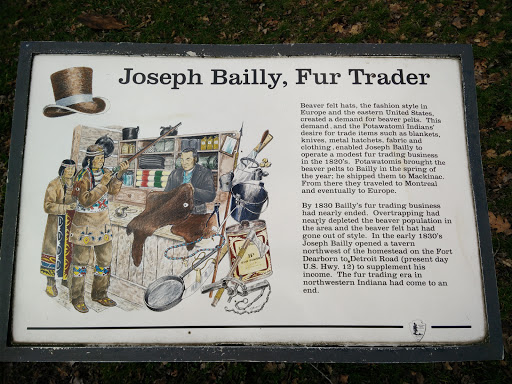 Joseph Bailly, Fur Trader
Beaver felt hats, the fashion style in
Europe and the eastern United States,
created a demand for beaver pelts. This
demand, and the Potawatomi Indians'
desire for trade items such as blankets,
knives, metal hatchets, fabric and
clothing, enabled Joseph Bailly to
operate a modest fur trading business
in the 1820's. Potawatomis brought the
beaver pelts to Bailly in the spring of
the year; he shipped them to Mackinac.
From there they traveled to Montreal
and eventually to Europe.
By 1830 Bailly's fur trading business
had nearly ended. Overtrapping had
nearly depleted the beaver population in
the area and the beaver felt hat had
gone out of style. In the early 1830's
Joseph Bailly opened a tavern
northwest of the homestead on the Fort
Dearborn to Detroit Road (present day
U.S. Hwy. 12) to supplement his
income. The fur trading era in
northwestern Indiana had come to an
end.